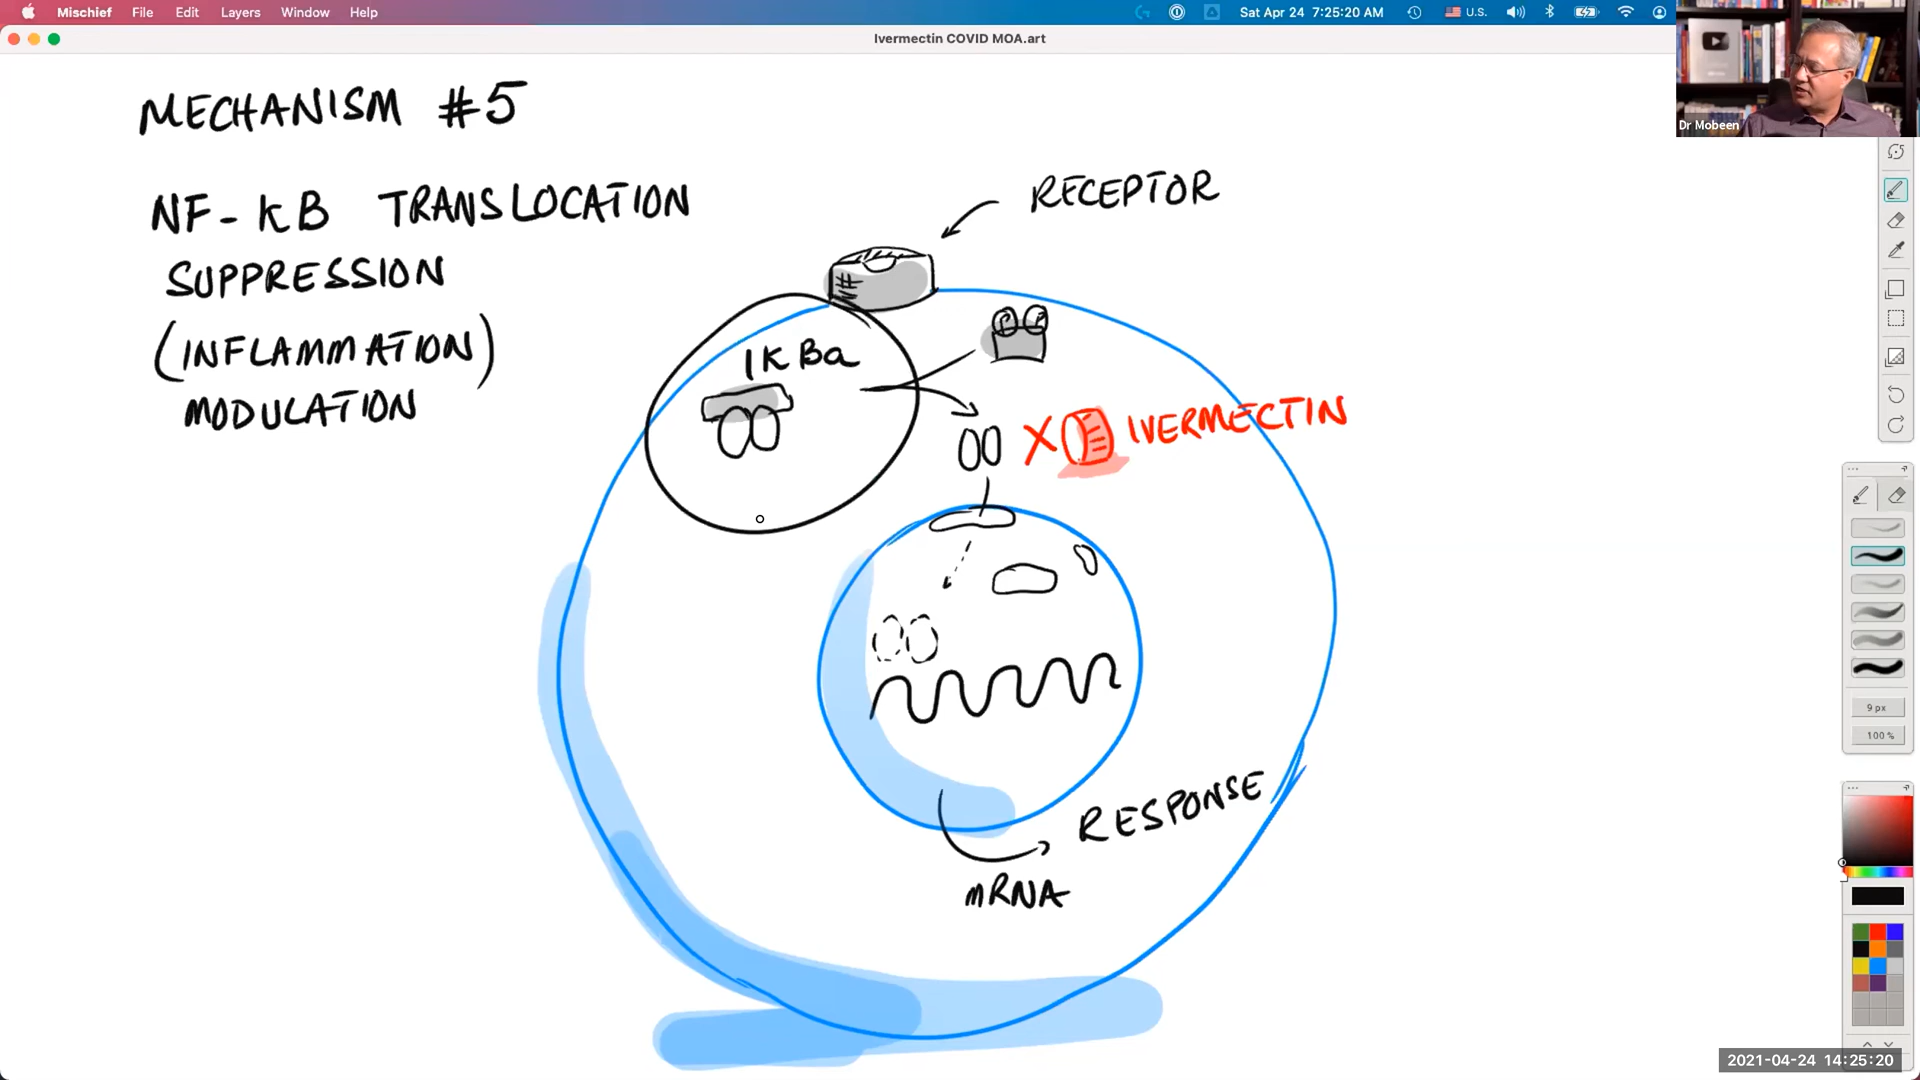 Mischief File Edit Layers Window Help
U.S. Sat Apr 24 7:25:20 AM
Ivermectin COVID MOA.art
Dr Mobeen
MECHANISM #5
NF-KB TRANSLOCATION
SUPPRESSION
(INFLAMMATION)
MODULATION
RECEPTOR
IKBa
X IVERMECTIN
RESPONSE
mRNA
9 px
100 %
2021-04-24 14:25:20